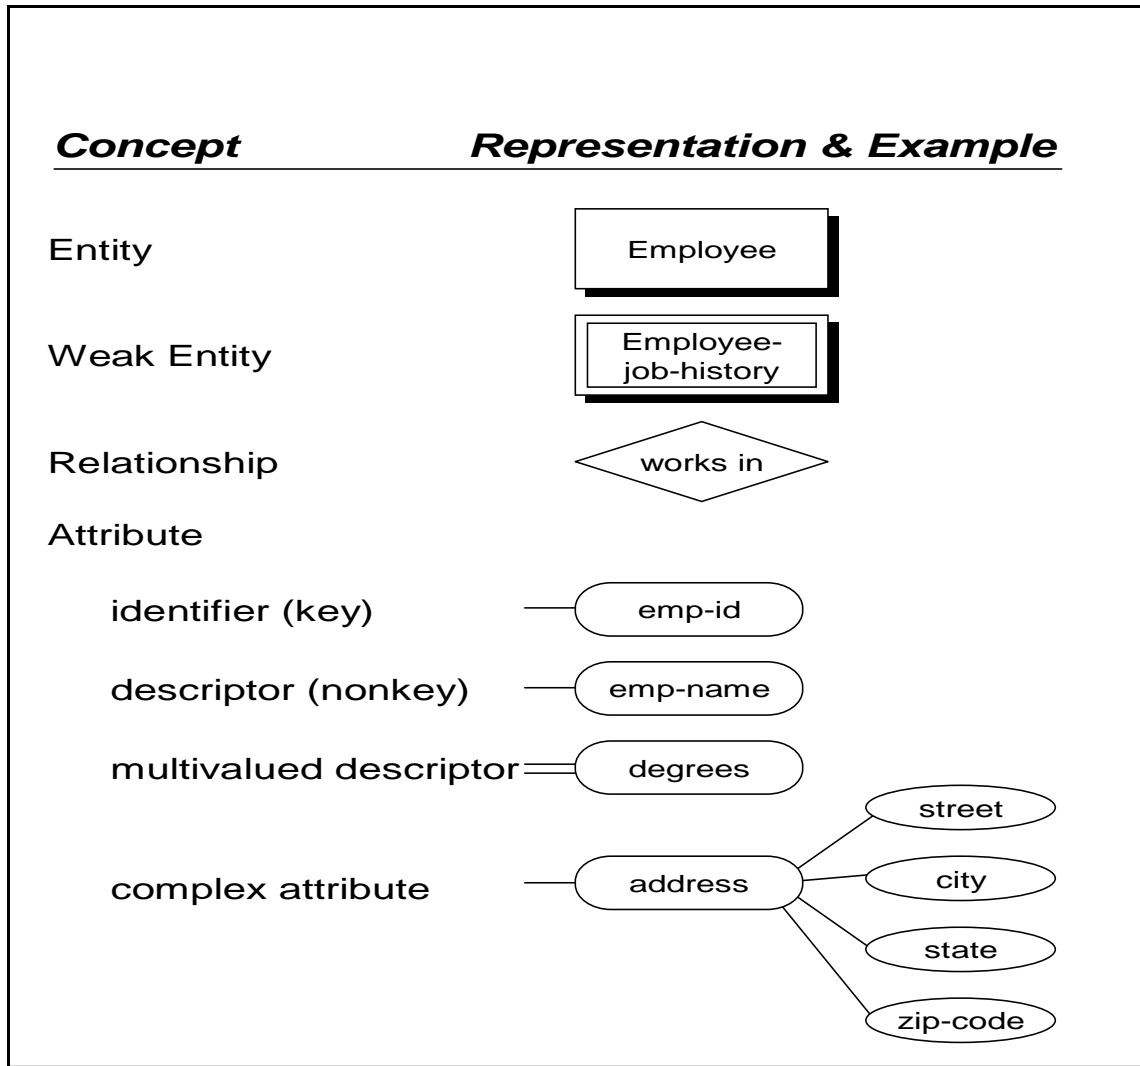 Concept Representation & Example
Entity Employee
Weak Entity Employee-
job-history
Relationship works in
Attribute
identifier (key) emp-id
descriptor (nonkey) emp-name
multivalued descriptor degrees
street
complex attribute address city
state
zip-code